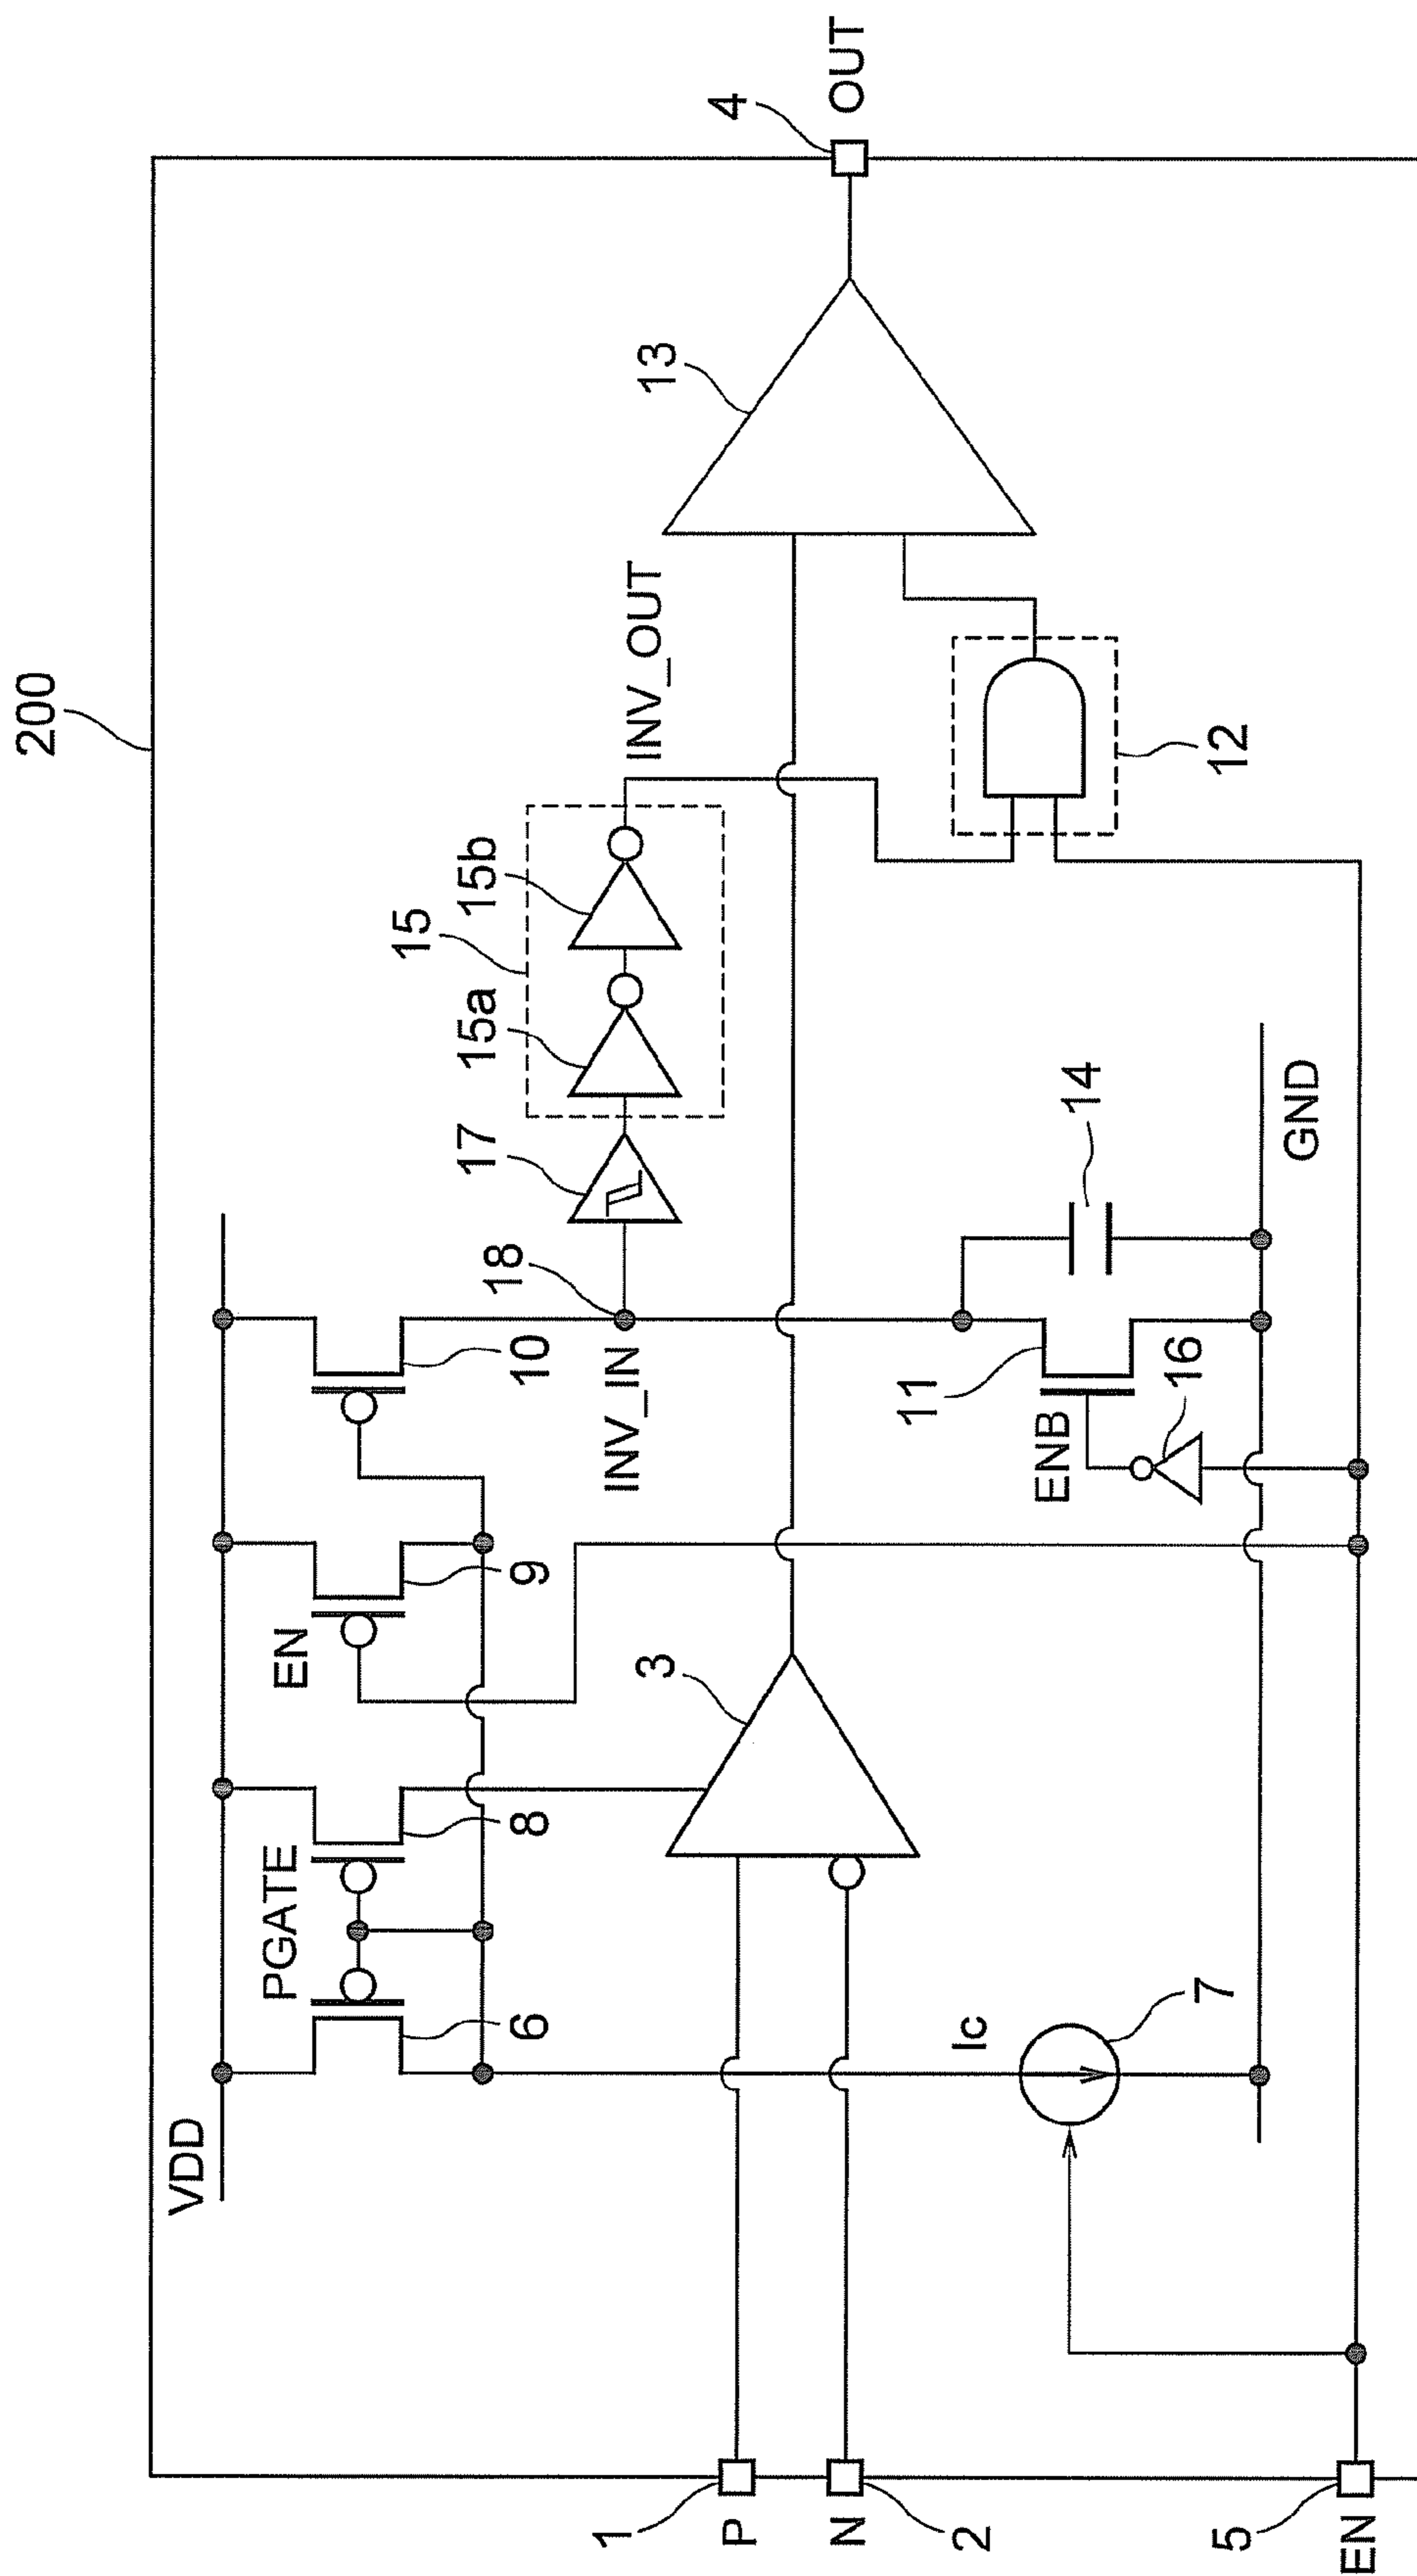 200
VDD
PGATE
6
8
EN
9
10
INV_IN
18
17
15
15a
15b
INV_OUT
13
4
OUT
1
P
N
2
3
Ic
7
ENB
11
16
14
GND
12
5
EN